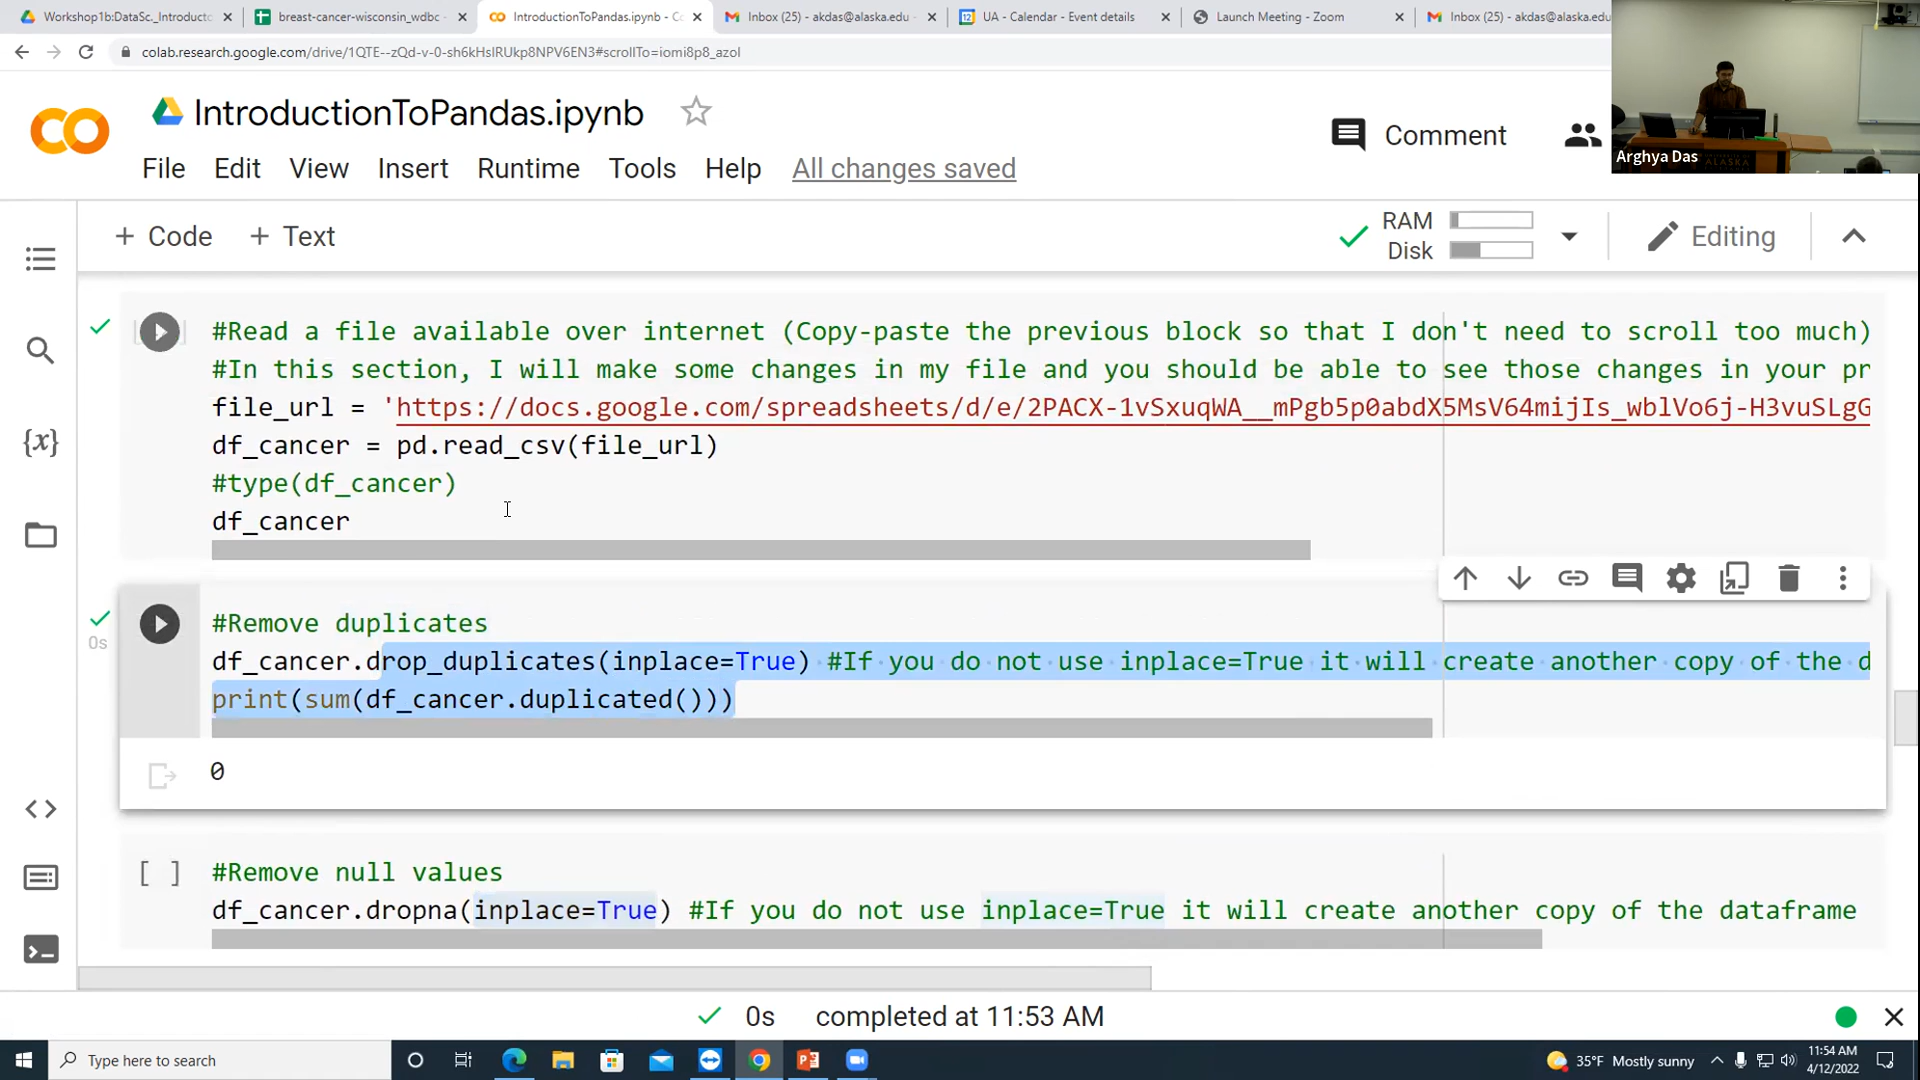 Workshop1b:DataSc._Introducto
breast-cancer-wisconsin_wdbc -
IntroductionToPandas.ipynb - Co
Inbox (25) - akdas@alaska.edu -
UA - Calendar - Event details
Launch Meeting - Zoom
Inbox (25) - akdas@alaska.edu
colab.research.google.com/drive/1QTE--zQd-v-0-sh6kHsIRUkp8NPV6EN3#scrollTo=iomi8p8_azol
IntroductionToPandas.ipynb
Comment
File Edit View Insert Runtime Tools Help All changes saved
Arghya Das
+ Code + Text
RAM
Disk
Editing
#Read a file available over internet (Copy-paste the previous block so that I don't need to scroll too much)
#In this section, I will make some changes in my file and you should be able to see those changes in your pr
file_url = 'https://docs.google.com/spreadsheets/d/e/2PACX-1vSxuqWA__mPgb5p0abdX5MsV64mijIs_wblVo6j-H3vuSLgG
df_cancer = pd.read_csv(file_url)
#type(df_cancer)
df_cancer
0s
#Remove duplicates
df_cancer.drop_duplicates(inplace=True) #If you do not use inplace=True it will create another copy of the d
print(sum(df_cancer.duplicated()))
0
[ ]
#Remove null values
df_cancer.dropna(inplace=True) #If you do not use inplace=True it will create another copy of the dataframe
0s completed at 11:53 AM
Type here to search
35°F Mostly sunny
11:54 AM
4/12/2022